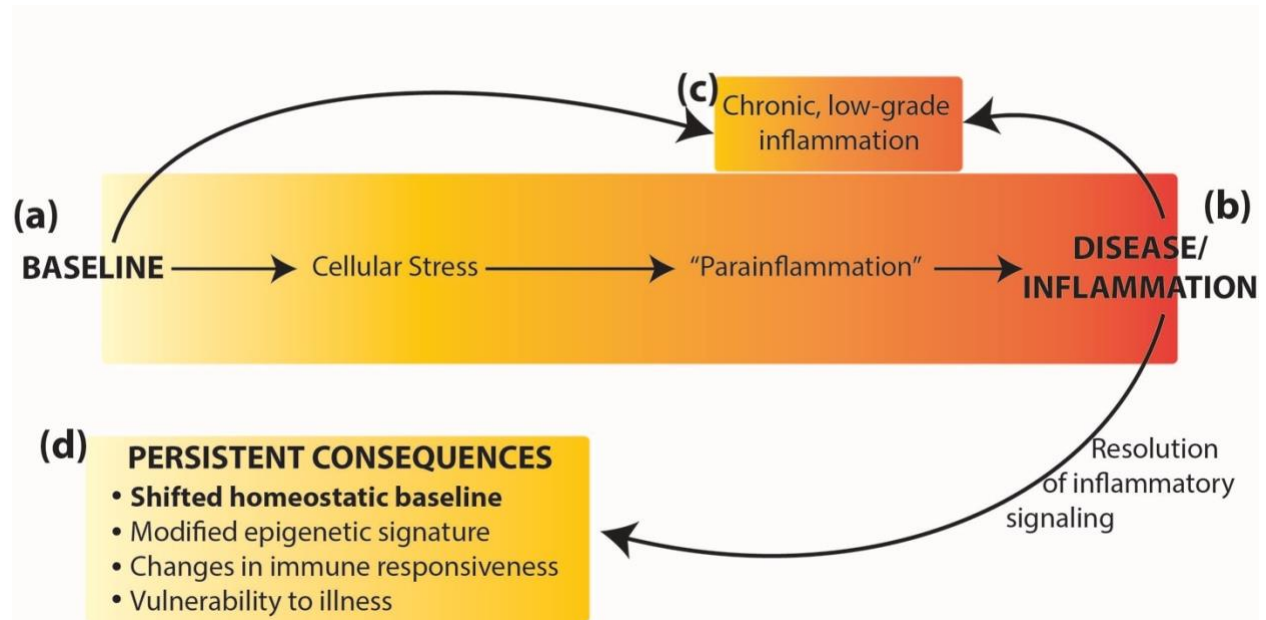 (c)
Chronic, low-grade
inflammation
(a)
(b)
BASELINE
Cellular Stress
“Parainflammation”
DISEASE/
INFLAMMATION
(d)
PERSISTENT CONSEQUENCES
• Shifted homeostatic baseline
• Modified epigenetic signature
• Changes in immune responsiveness
• Vulnerability to illness
Resolution
of inflammatory
signaling